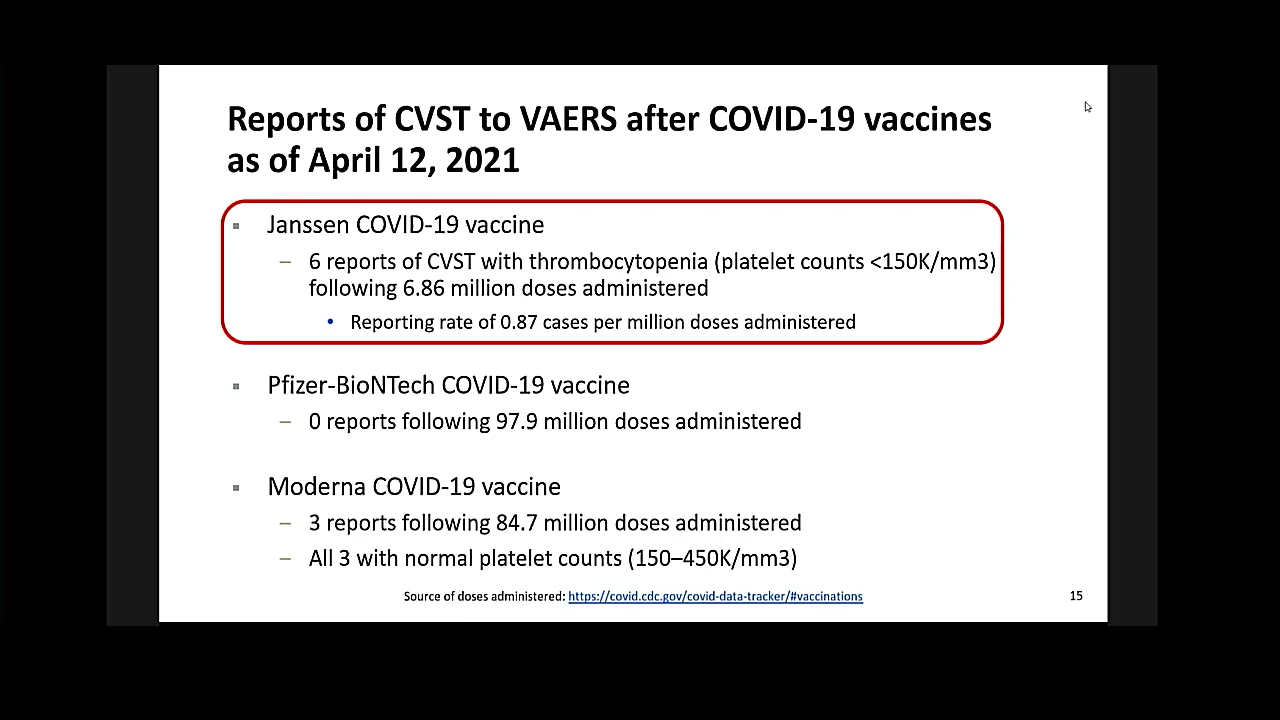 Reports of CVST to VAERS after COVID-19 vaccines
as of April 12, 2021
Janssen COVID-19 vaccine
– 6 reports of CVST with thrombocytopenia (platelet counts <150K/mm3)
following 6.86 million doses administered
• Reporting rate of 0.87 cases per million doses administered
Pfizer-BioNTech COVID-19 vaccine
– 0 reports following 97.9 million doses administered
Moderna COVID-19 vaccine
– 3 reports following 84.7 million doses administered
– All 3 with normal platelet counts (150–450K/mm3)
Source of doses administered: https://covid.cdc.gov/covid-data-tracker/#vaccinations
15